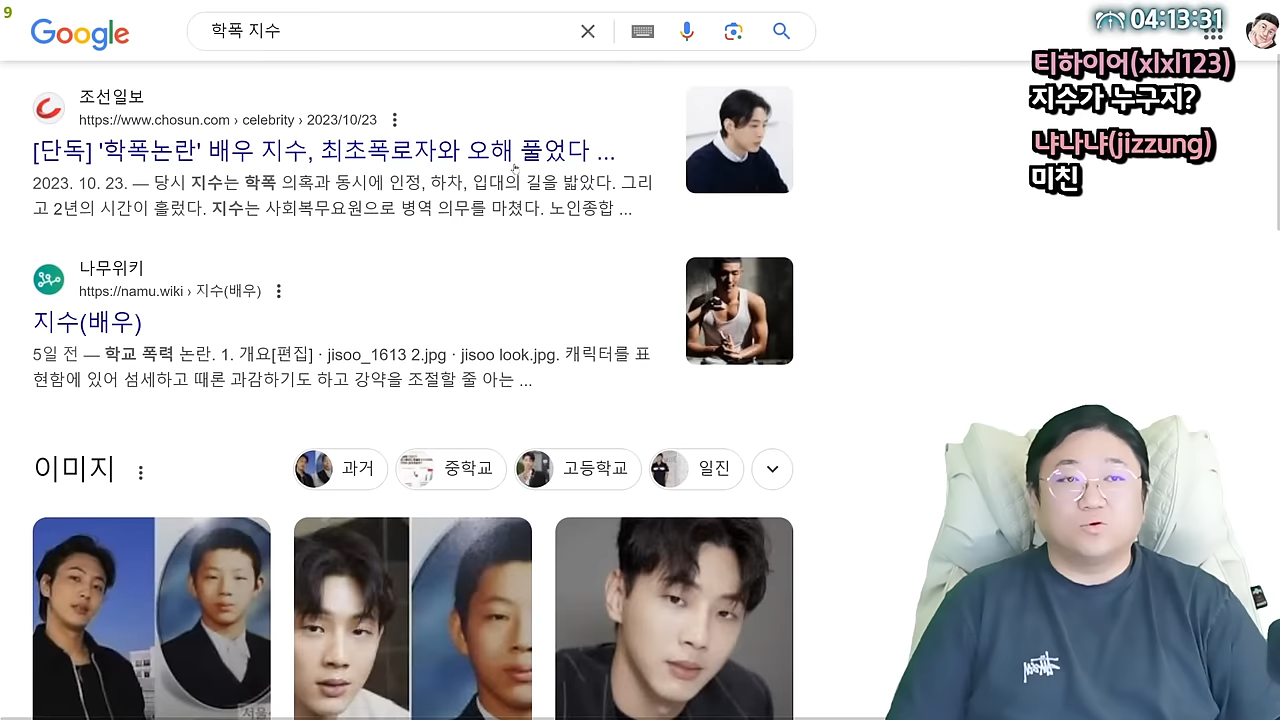 9
Google
학폭 지수
04:13:31
티하이어(xlxl123)
지수가 누구지?
냐나냐(jizzung)
미친
조선일보
https://www.chosun.com › celebrity › 2023/10/23
[단독] '학폭논란' 배우 지수, 최초폭로자와 오해 풀었다 ...
2023. 10. 23. — 당시 지수는 학폭 의혹과 동시에 인정, 하차, 입대의 길을 밟았다. 그리
고 2년의 시간이 흘렀다. 지수는 사회복무요원으로 병역 의무를 마쳤다. 노인종합 ...
나무위키
https://namu.wiki › 지수(배우)
지수(배우)
5일 전 — 학교 폭력 논란. 1. 개요[편집] · jisoo_1613 2.jpg · jisoo look.jpg. 캐릭터를 표
현함에 있어 섬세하고 때론 과감하기도 하고 강약을 조절할 줄 아는 ...
이미지
과거
중학교
고등학교
일진
서울